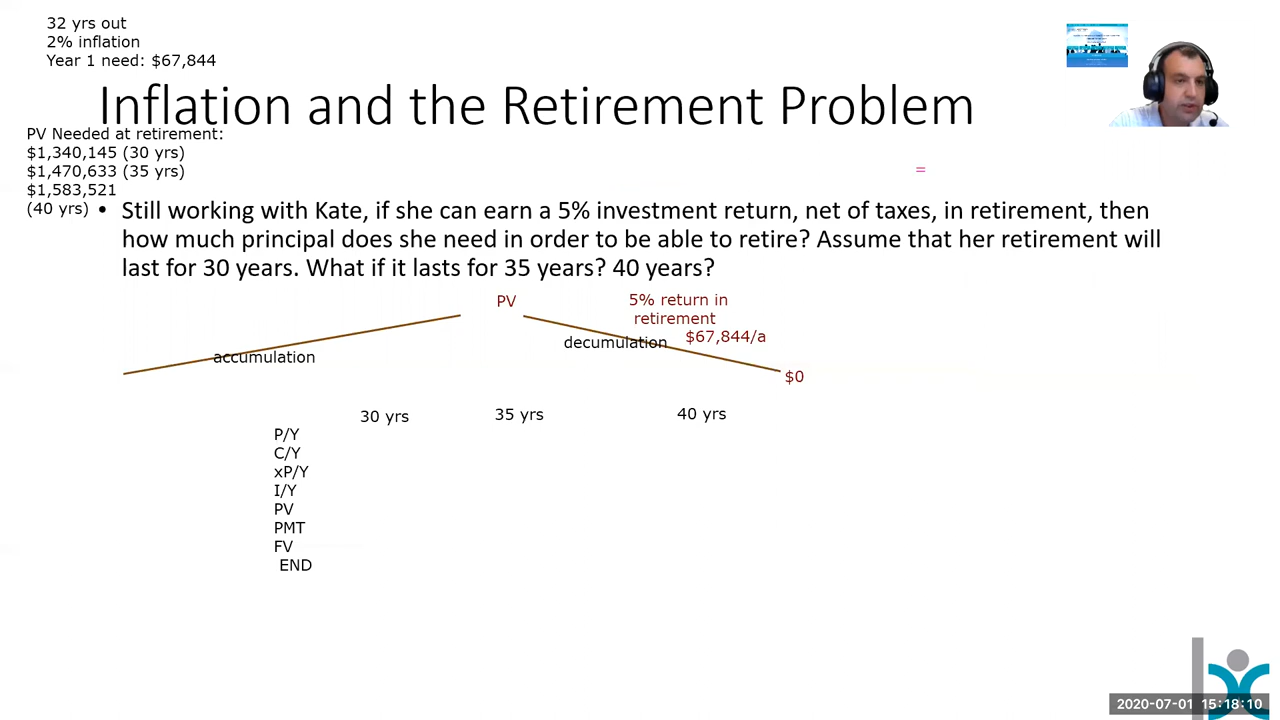 32 yrs out
2% inflation
Year 1 need: $67,844
Inflation and the Retirement Problem
PV Needed at retirement:
$1,340,145 (30 yrs)
$1,470,633 (35 yrs)
$1,583,521
(40 yrs)
=
• Still working with Kate, if she can earn a 5% investment return, net of taxes, in retirement, then
how much principal does she need in order to be able to retire? Assume that her retirement will
last for 30 years. What if it lasts for 35 years? 40 years?
PV
5% return in
retirement
$67,844/a
accumulation
decumulation
$0
30 yrs
35 yrs
40 yrs
P/Y
C/Y
xP/Y
I/Y
PV
PMT
FV
END
2020-07-01 15:18:10